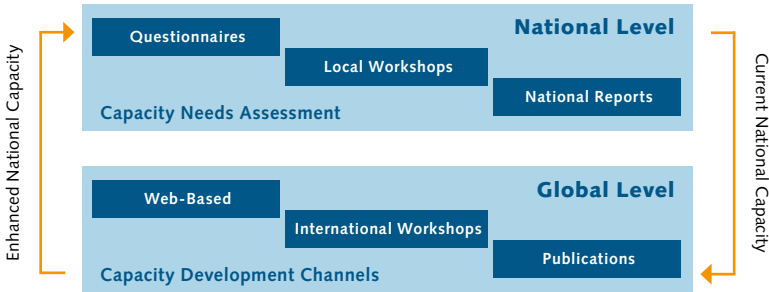 National Level
Questionnaires
Local Workshops
National Reports
Capacity Needs Assessment
Global Level
Web-Based
International Workshops
Publications
Capacity Development Channels
Enhanced National Capacity
Current National Capacity